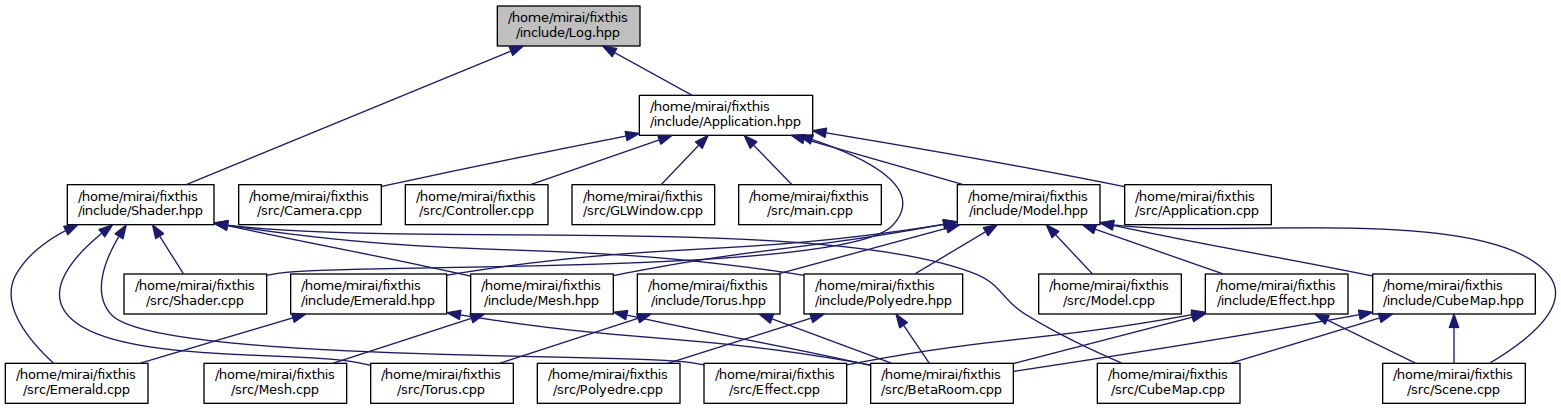 /home/mirai/fixthis
/include/Log.hpp
/home/mirai/fixthis
/include/Application.hpp
/home/mirai/fixthis
/include/Shader.hpp
/home/mirai/fixthis
/src/Camera.cpp
/home/mirai/fixthis
/src/Controller.cpp
/home/mirai/fixthis
/src/GLWindow.cpp
/home/mirai/fixthis
/src/main.cpp
/home/mirai/fixthis
/include/Model.hpp
/home/mirai/fixthis
/src/Application.cpp
/home/mirai/fixthis
/src/Shader.cpp
/home/mirai/fixthis
/include/Emerald.hpp
/home/mirai/fixthis
/include/Mesh.hpp
/home/mirai/fixthis
/include/Torus.hpp
/home/mirai/fixthis
/include/Polyedre.hpp
/home/mirai/fixthis
/src/Model.cpp
/home/mirai/fixthis
/include/Effect.hpp
/home/mirai/fixthis
/include/CubeMap.hpp
/home/mirai/fixthis
/src/Emerald.cpp
/home/mirai/fixthis
/src/Mesh.cpp
/home/mirai/fixthis
/src/Torus.cpp
/home/mirai/fixthis
/src/Polyedre.cpp
/home/mirai/fixthis
/src/Effect.cpp
/home/mirai/fixthis
/src/BetaRoom.cpp
/home/mirai/fixthis
/src/CubeMap.cpp
/home/mirai/fixthis
/src/Scene.cpp